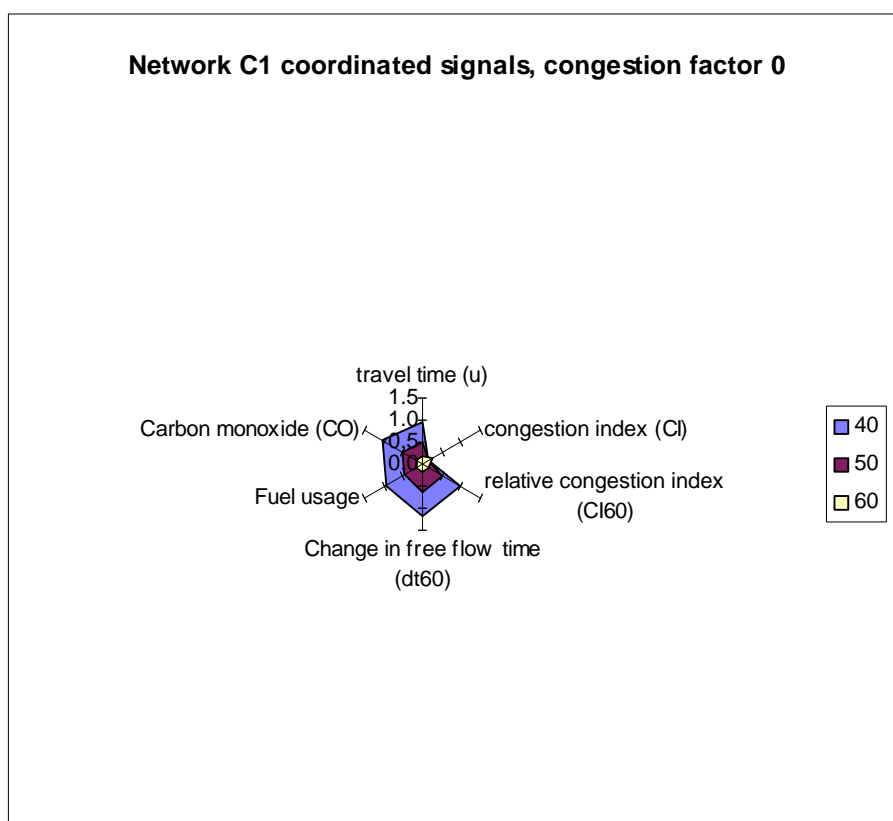 Network C1 coordinated signals, congestion factor 0
travel time (u)
1.5
1.0
0.5
0.0
Carbon monoxide (CO)
congestion index (CI)
Fuel usage
relative congestion index
(CI60)
Change in free flow time
(dt60)
40
50
60